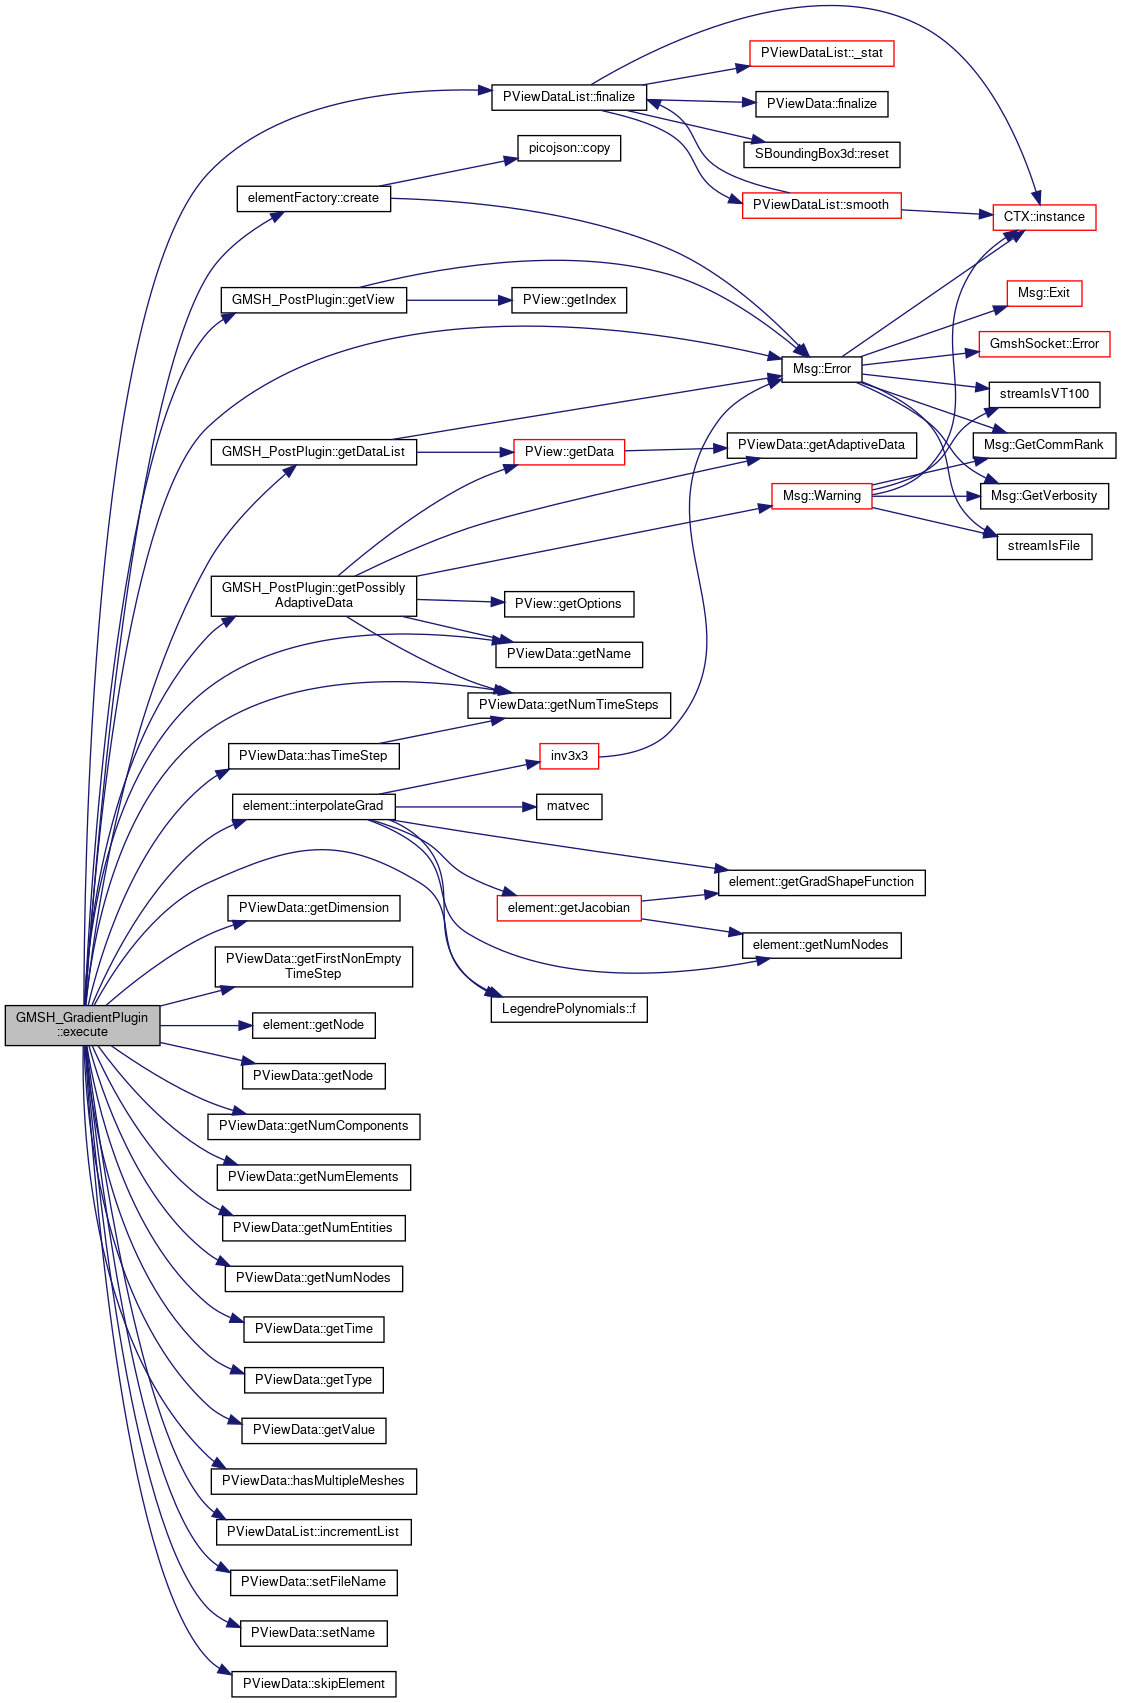 PViewDataList::_stat
PViewDataList::finalize
PViewData::finalize
picojson::copy
SBoundingBox3d::reset
elementFactory::create
PViewDataList::smooth
CTX::instance
GMSH_PostPlugin::getView
PView::getIndex
Msg::Exit
GmshSocket::Error
Msg::Error
streamIsVT100
GMSH_PostPlugin::getDataList
PView::getData
PViewData::getAdaptiveData
Msg::GetCommRank
Msg::Warning
Msg::GetVerbosity
streamIsFile
GMSH_PostPlugin::getPossibly
AdaptiveData
PView::getOptions
PViewData::getName
PViewData::getNumTimeSteps
PViewData::hasTimeStep
inv3x3
element::interpolateGrad
matvec
element::getGradShapeFunction
PViewData::getDimension
element::getJacobian
element::getNumNodes
PViewData::getFirstNonEmpty
TimeStep
LegendrePolynomials::f
GMSH_GradientPlugin
::execute
element::getNode
PViewData::getNode
PViewData::getNumComponents
PViewData::getNumElements
PViewData::getNumEntities
PViewData::getNumNodes
PViewData::getTime
PViewData::getType
PViewData::getValue
PViewData::hasMultipleMeshes
PViewDataList::incrementList
PViewData::setFileName
PViewData::setName
PViewData::skipElement